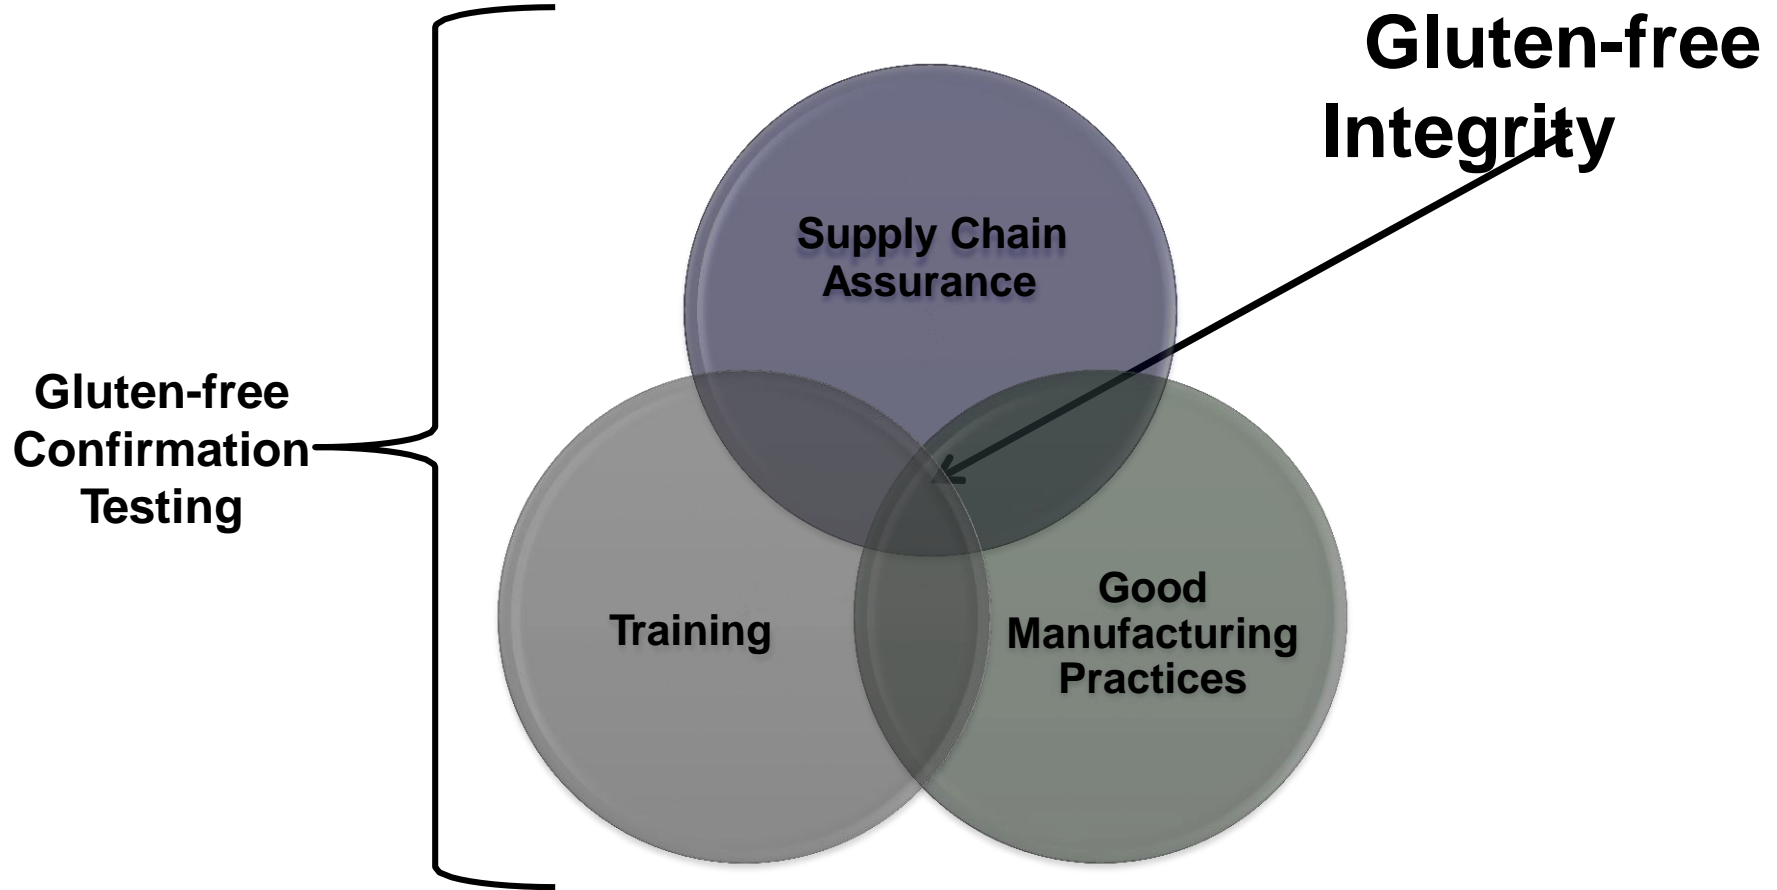 Gluten-free
Integrity
Supply Chain
Assurance
Gluten-free
Confirmation
Testing
Training
Good
Manufacturing
Practices